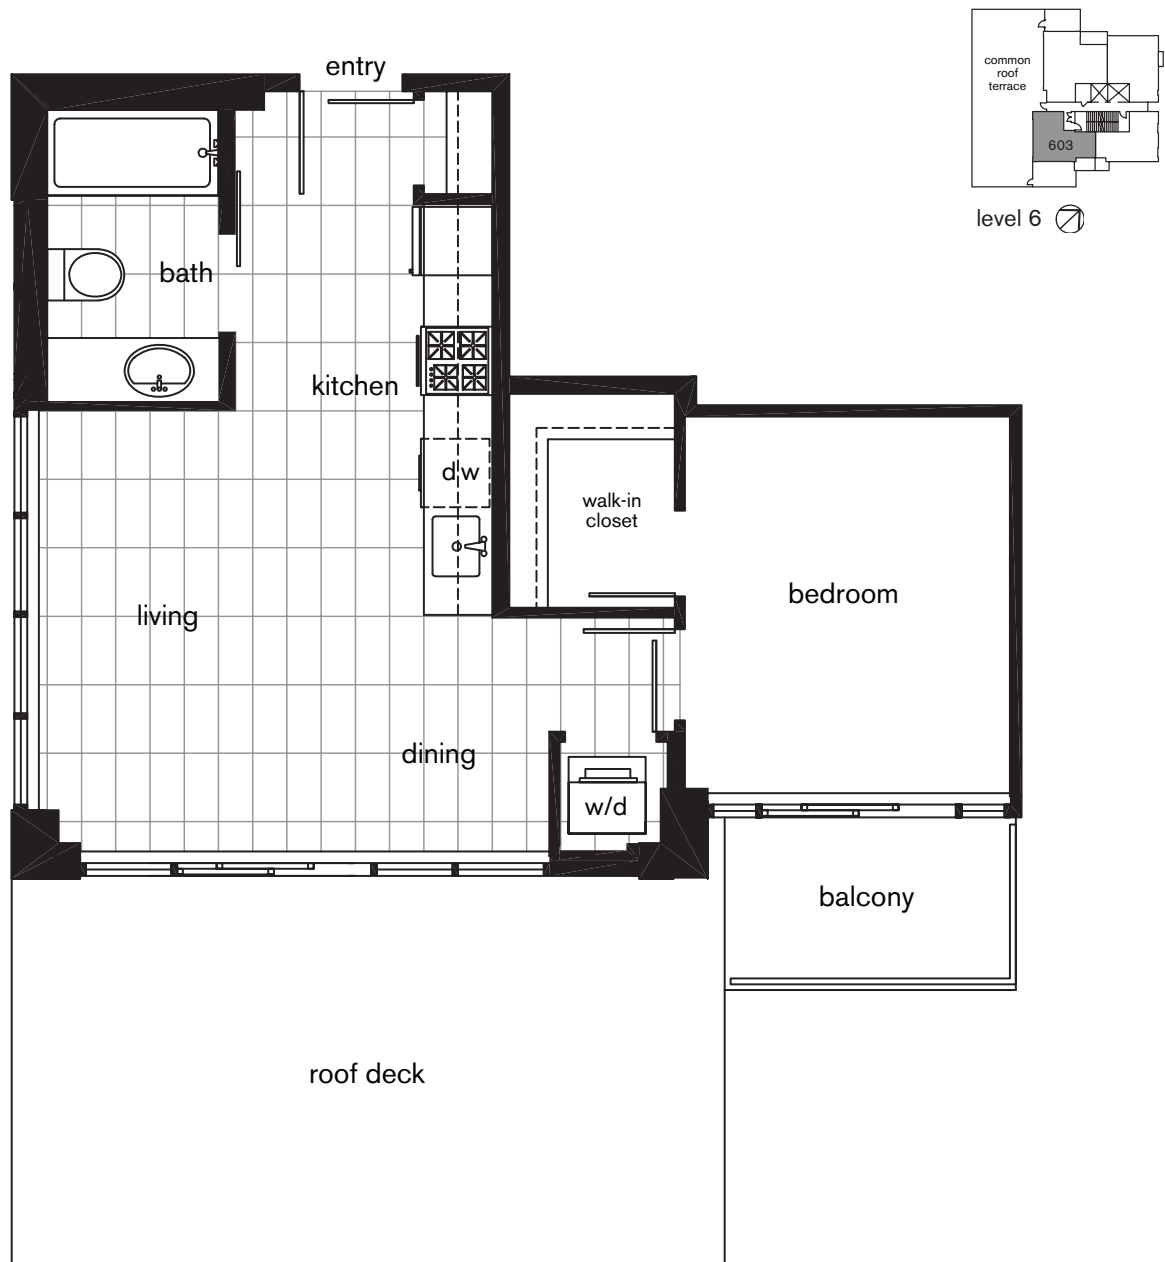 entry
common
roof
terrace
603
level 6
bath
kitchen
d w
walk-in
closet
bedroom
living
dining
w/d
balcony
roof deck